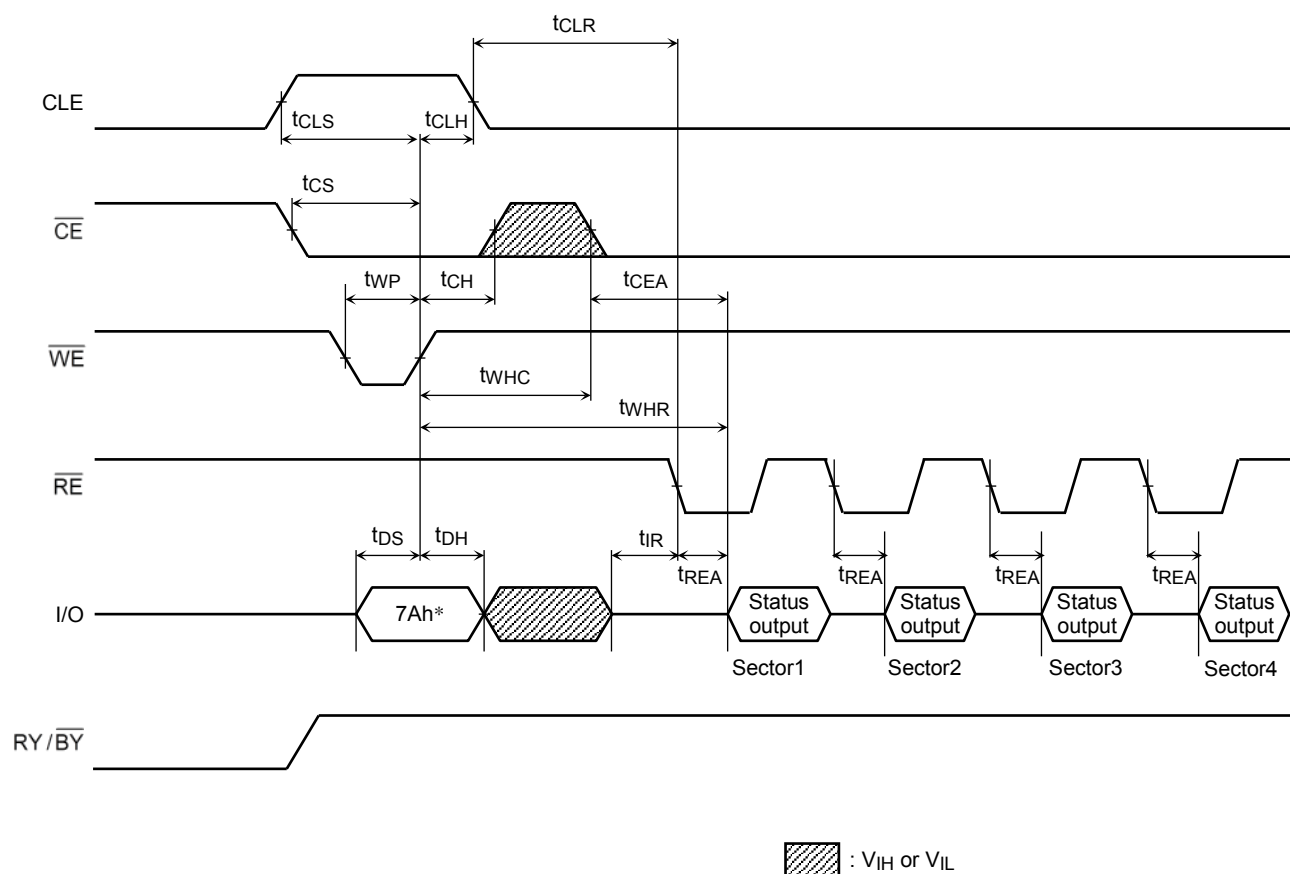 tCLR
CLE
tCLS
tCLH
tCS
CE
tWP
tCH
tCEA
WE
tWHC
tWHR
RE
tDS
tDH
tIR
tREA
tREA
tREA
tREA
I/O
7Ah*
Status output
Status output
Status output
Status output
Sector1
Sector2
Sector3
Sector4
RY/BY
: VIH or VIL